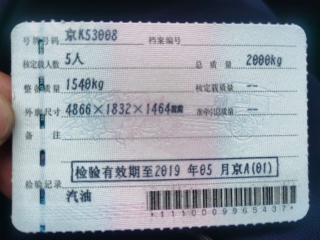 号牌号码 京K53008 档案编号
核定载人数 5人 总质量 2000kg
整备质量 1540kg 核定载质量 --
外廓尺寸 4866×1832×1464mm 准牵引总质量 --
备注
检验有效期至2019年05月京A(01)
检验记录
汽油
*1110009965437*